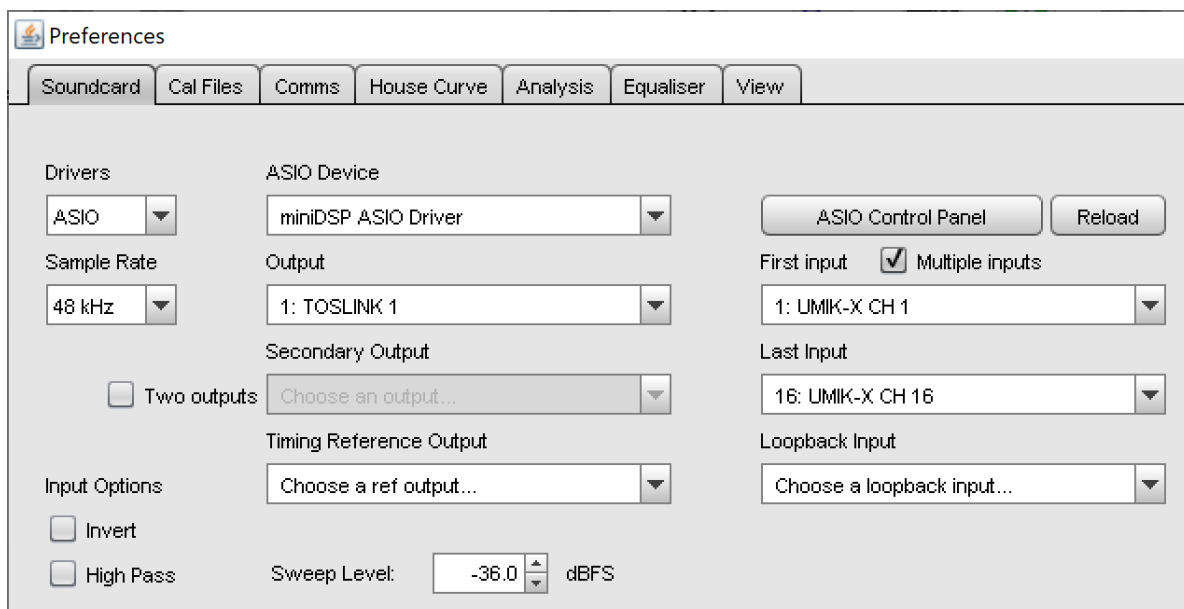 Preferences
Soundcard Cal Files Comms House Curve Analysis Equaliser View
Drivers ASIO Device
ASIO miniDSP ASIO Driver ASIO Control Panel Reload
Sample Rate Output First input Multiple inputs
48 kHz 1: TOSLINK 1 1: UMIK-X CH 1
Secondary Output Last Input
Two outputs Choose an output... 16: UMIK-X CH 16
Timing Reference Output Loopback Input
Input Options Choose a ref output... Choose a loopback input...
Invert
High Pass Sweep Level: -36.0 dBFS